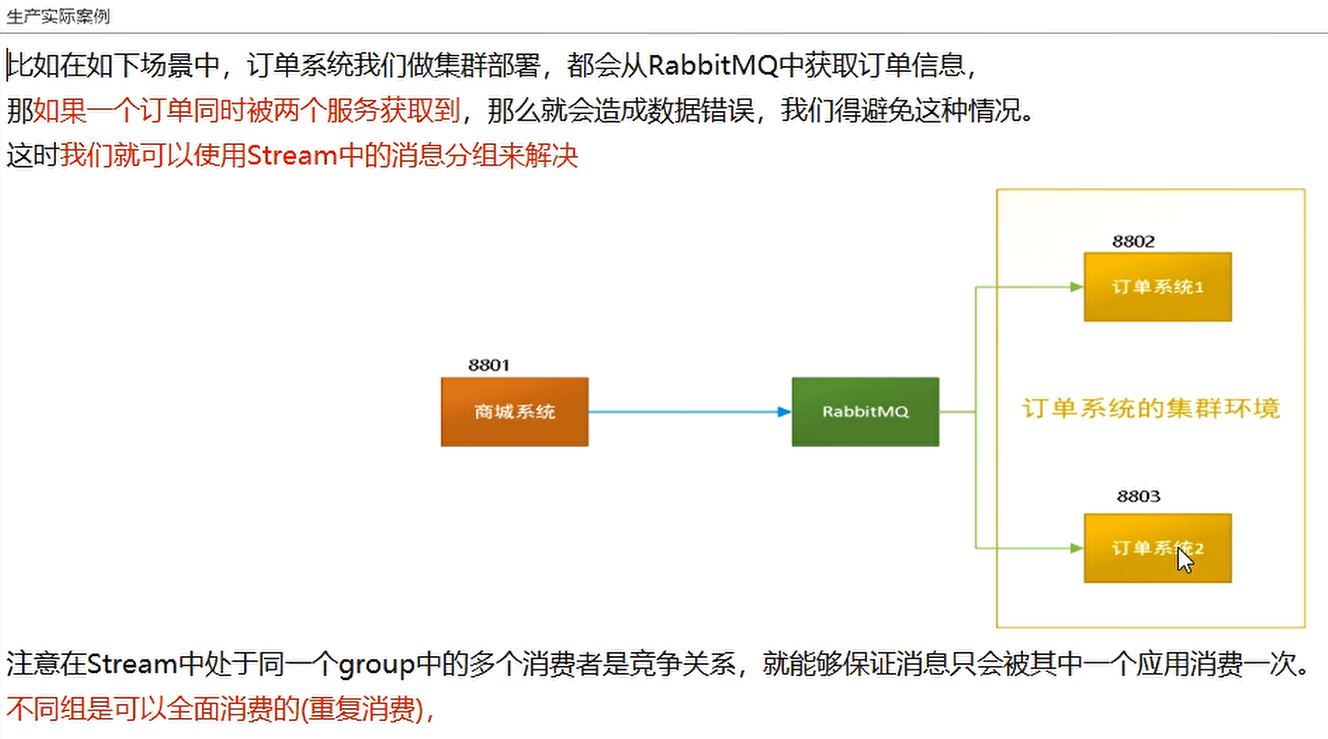 生产实际案例
比如在如下场景中，订单系统我们做集群部署，都会从RabbitMQ中获取订单信息，
那如果一个订单同时被两个服务获取到，那么就会造成数据错误，我们得避免这种情况。
这时我们就可以使用Stream中的消息分组来解决
8802
订单系统1
8801
商城系统
RabbitMQ
订单系统的集群环境
8803
订单系统2
注意在Stream中处于同一个group中的多个消费者是竞争关系，就能够保证消息只会被其中一个应用消费一次。
不同组是可以全面消费的(重复消费)，